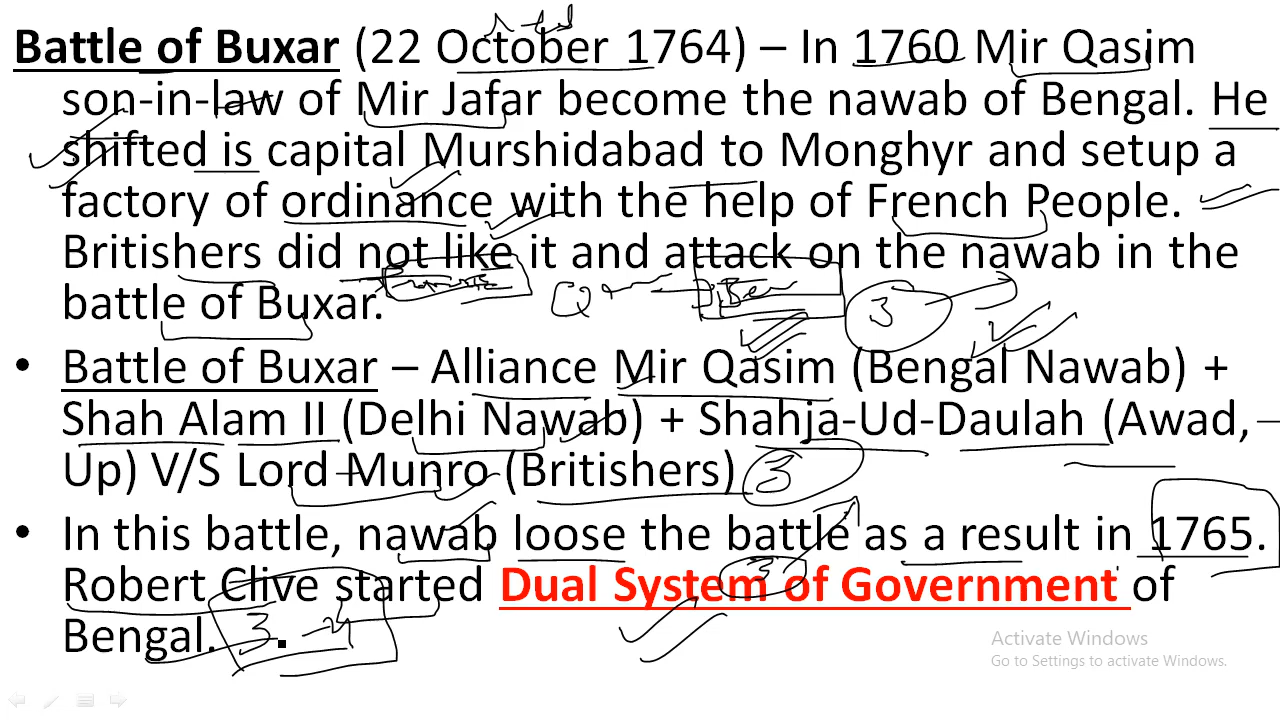 Battle of Buxar (22 October 1764) – In 1760 Mir Qasim
son-in-law of Mir Jafar become the nawab of Bengal. He
shifted is capital Murshidabad to Monghyr and setup a
factory of ordinance with the help of French People.
Britishers did not like it and attack on the nawab in the
battle of Buxar.
3
• Battle of Buxar – Alliance Mir Qasim (Bengal Nawab) +
Shah Alam II (Delhi Nawab) + Shahja-Ud-Daulah (Awad,
Up) V/S Lord Munro (Britishers) 3
• In this battle, nawab loose the battle as a result in 1765.
Robert Clive started Dual System of Government of
3
Bengal. 3
Activate Windows
Go to Settings to activate Windows.